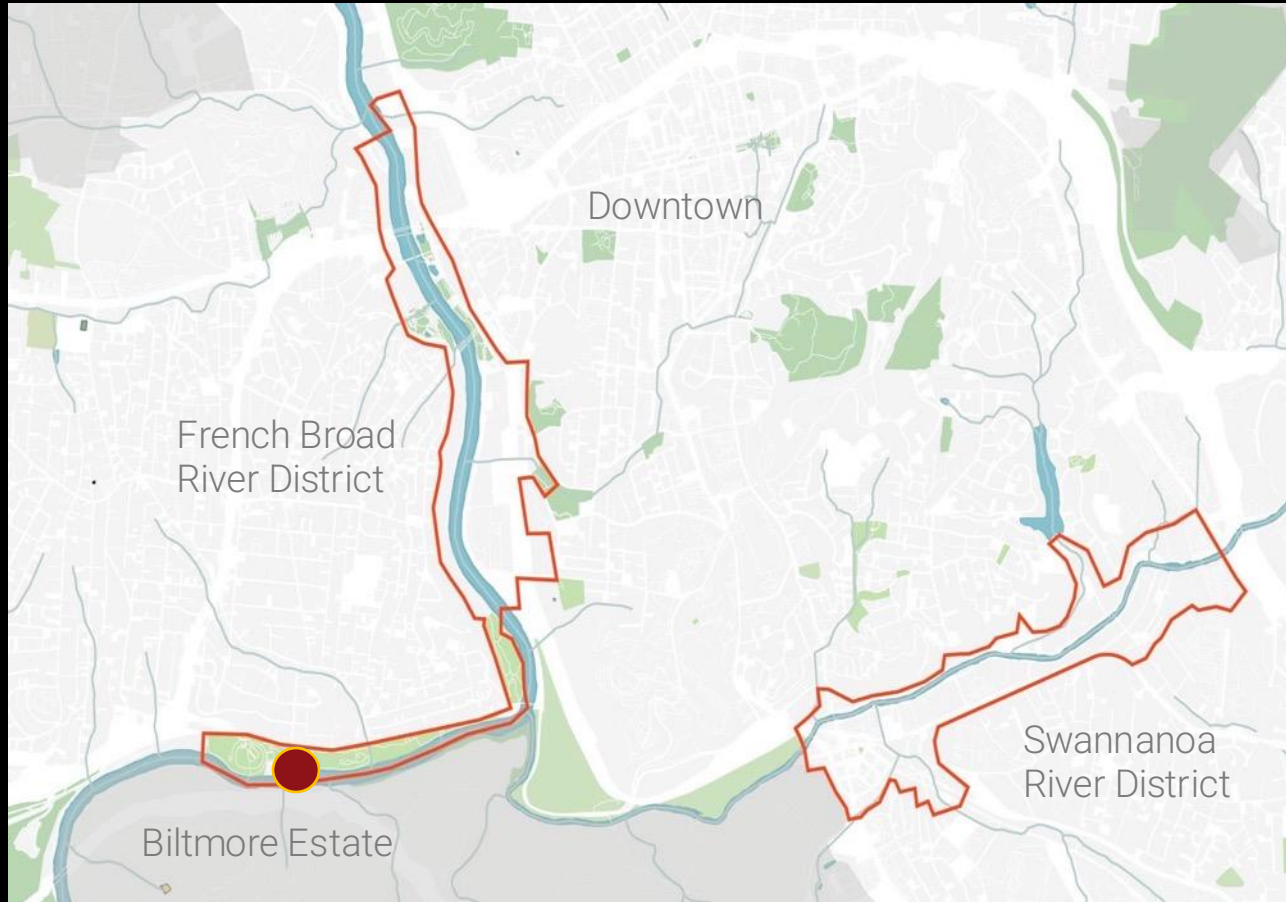 Downtown
French Broad
River District
Swannanoa
River District
Biltmore Estate